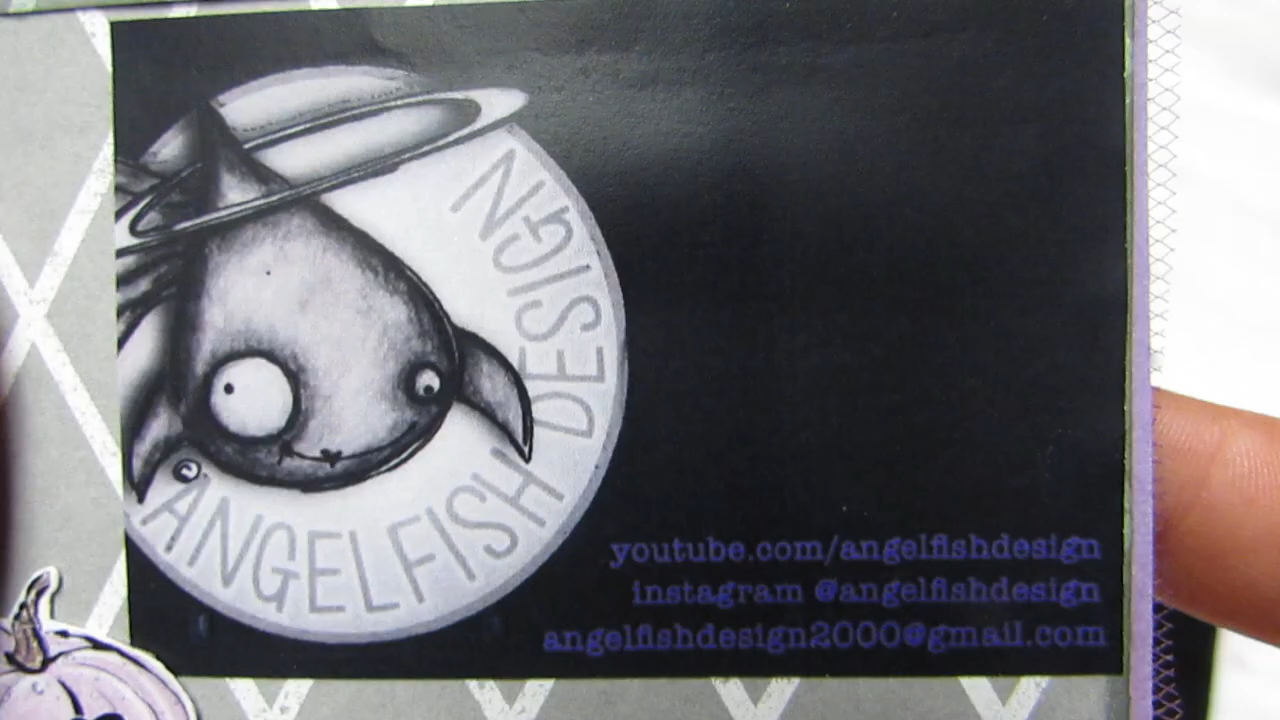 ANGELFISH DESIGN
youtube.com/angelfishdesign
instagram @angelfishdesign
angelfishdesign2000@gmail.com